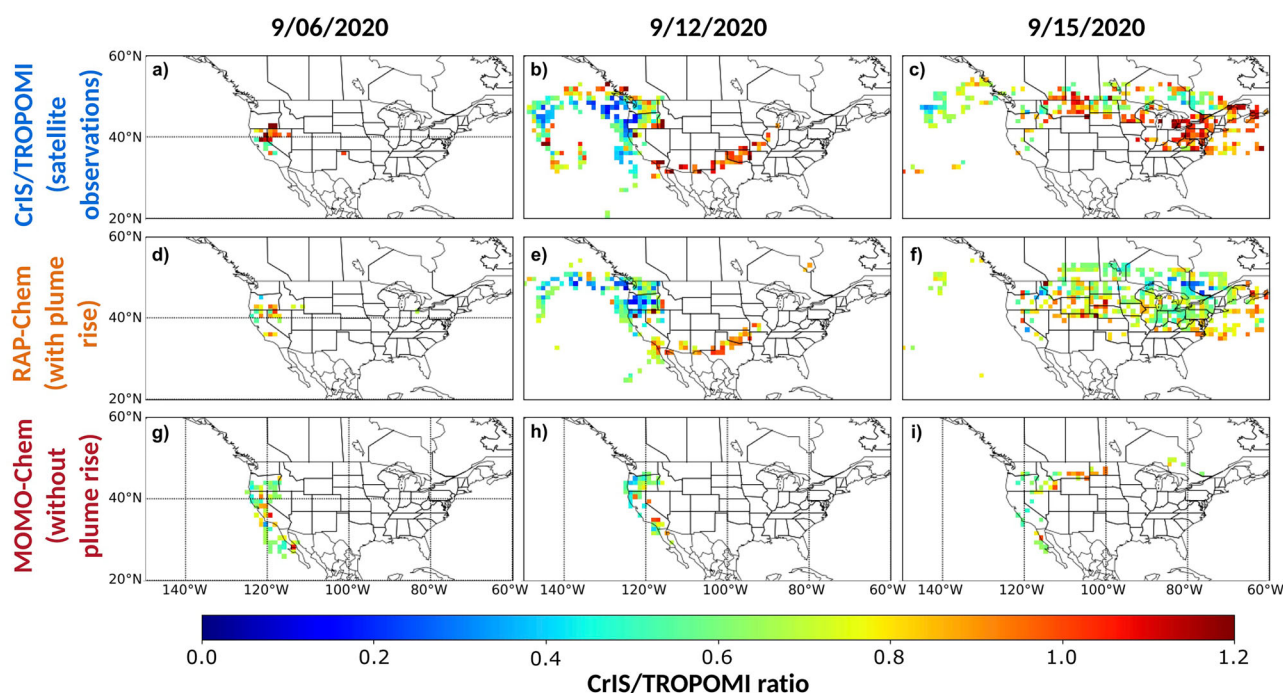 9/06/2020 9/12/2020 9/15/2020
CrIS/TROPOMI
(satellite
observations)
60°N
a) b) c)
40°N
20°N
RAP-Chem
(with plume
rise)
60°N
d) e) f)
40°N
20°N
MOMO-Chem
(without
plume rise)
60°N
g) h) i)
40°N
20°N
140°W 120°W 100°W 80°W 60°W 140°W 120°W 100°W 80°W 60°W 140°W 120°W 100°W 80°W 60°W
0.0 0.2 0.4 0.6 0.8 1.0 1.2
CrIS/TROPOMI ratio